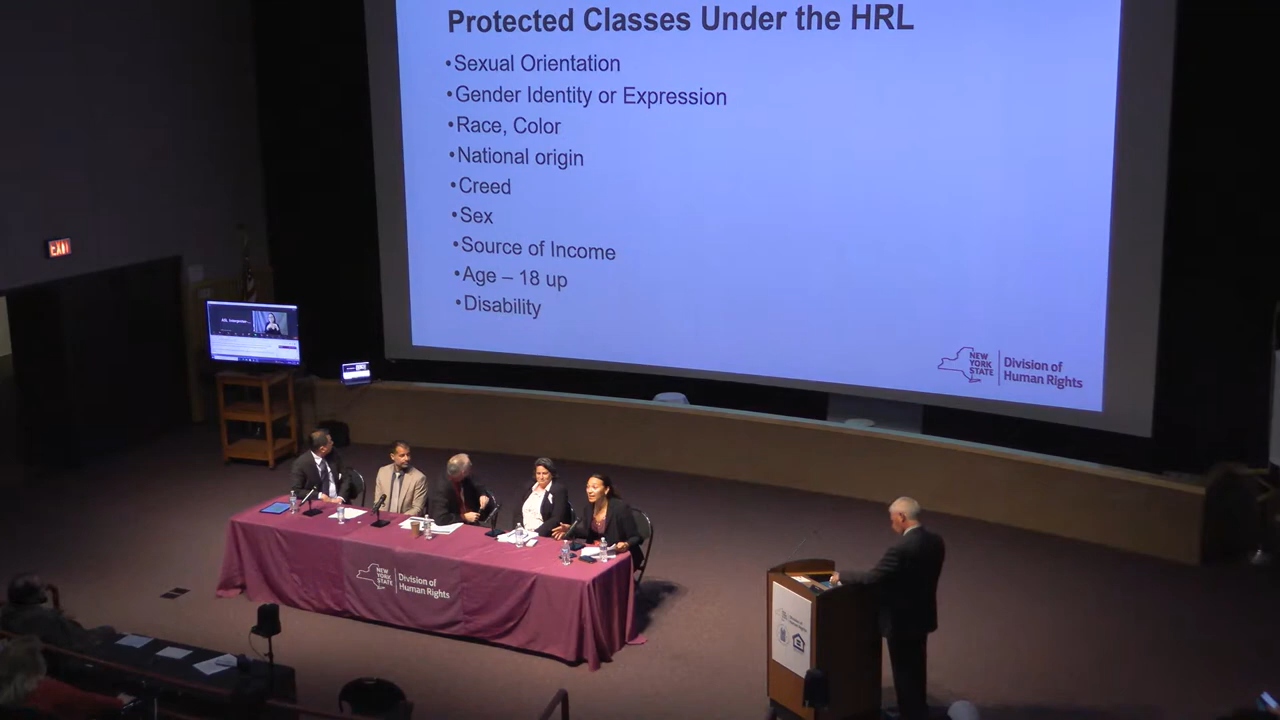 Protected Classes Under the HRL
•Sexual Orientation
•Gender Identity or Expression
•Race, Color
•National origin
•Creed
•Sex
•Source of Income
•Age – 18 up
•Disability
NEW YORK STATE
Division of Human Rights
EXIT
NEW YORK STATE
Division of Human Rights